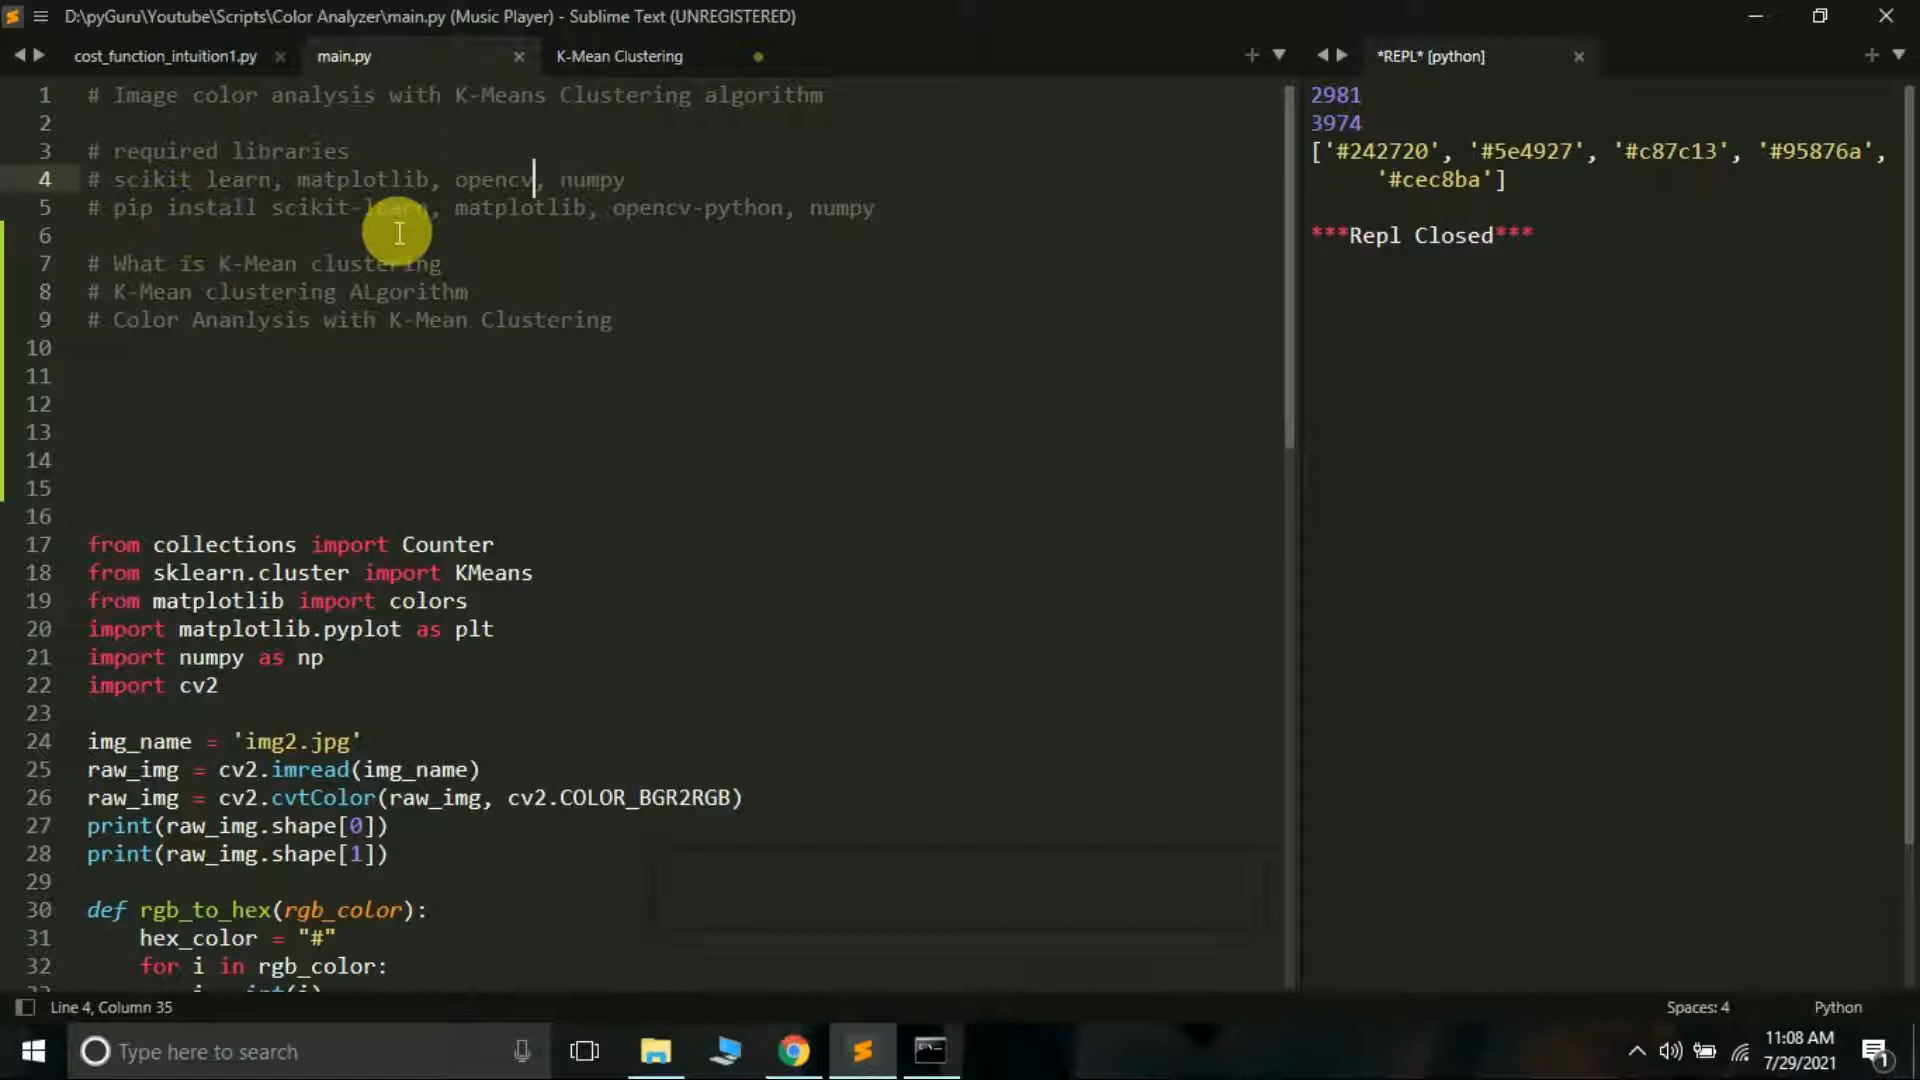 D:\pyGuru\Youtube\Scripts\Color Analyzer\main.py (Music Player) - Sublime Text (UNREGISTERED)
cost_function_intuition1.py
main.py
K-Mean Clustering
*REPL* [python]
1 # Image color analysis with K-Means Clustering algorithm
2
3 # required libraries
4 # scikit learn, matplotlib, opencv, numpy
5 # pip install scikit-learn, matplotlib, opencv-python, numpy
6
7 # What is K-Mean clustering
8 # K-Mean clustering ALgorithm
9 # Color Ananlysis with K-Mean Clustering
10
11
12
13
14
15
16
17 from collections import Counter
18 from sklearn.cluster import KMeans
19 from matplotlib import colors
20 import matplotlib.pyplot as plt
21 import numpy as np
22 import cv2
23
24 img_name = 'img2.jpg'
25 raw_img = cv2.imread(img_name)
26 raw_img = cv2.cvtColor(raw_img, cv2.COLOR_BGR2RGB)
27 print(raw_img.shape[0])
28 print(raw_img.shape[1])
29
30 def rgb_to_hex(rgb_color):
31 hex_color = "#"
32 for i in rgb_color:
2981
3974
['#242720', '#5e4927', '#c87c13', '#95876a',
'#cec8ba']
***Repl Closed***
Line 4, Column 35
Spaces: 4
Python
Type here to search
11:08 AM
7/29/2021
1